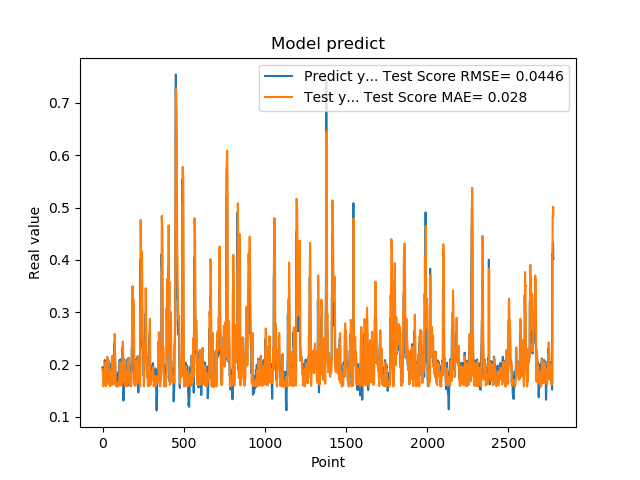 Model predict
Predict y... Test Score RMSE= 0.0446
Test y... Test Score MAE= 0.028
0.7
0.6
0.5
0.4
0.3
0.2
0.1
Real value
0 500 1000 1500 2000 2500
Point